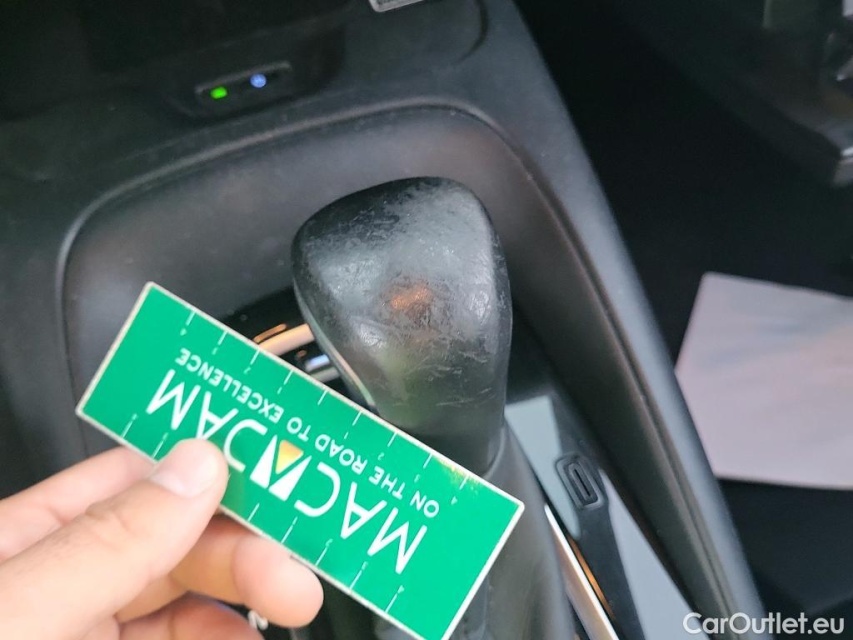 MACADAM
ON THE ROAD TO EXCELLENCE
CarOutlet.eu